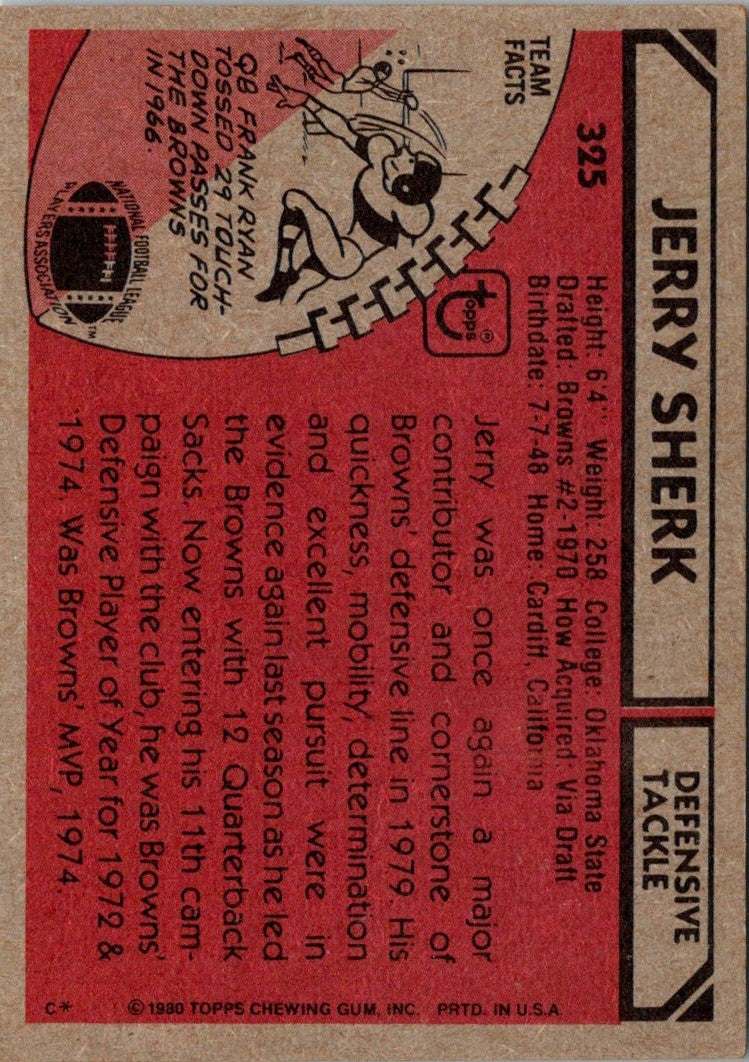 JERRY SHERK
DEFENSIVE
TACKLE
325
Height: 6'4" Weight: 258 College: Oklahoma State
Drafted: Browns #2-1970 How Acquired: Via Draft
Birthdate: 7-7-48 Home: Cardiff, California
TEAM
FACTS
QB FRANK RYAN
TOSSED 29 TOUCH-
DOWN PASSES FOR
THE BROWNS
IN 1966.
NATIONAL FOOTBALL LEAGUE
PLAYERS ASSOCIATION
TM
topps®
Jerry was once again a major
contributor and cornerstone of
Browns' defensive line in 1979. His
quickness, mobility, determination
and excellent pursuit were in
evidence again last season as he led
the Browns with 12 Quarterback
Sacks. Now entering his 11th cam-
paign with the club, he was Browns'
Defensive Player of Year for 1972 &
1974. Was Browns' MVP, 1974.
C* © 1980 TOPPS CHEWING GUM, INC. PRTD. IN U.S.A.